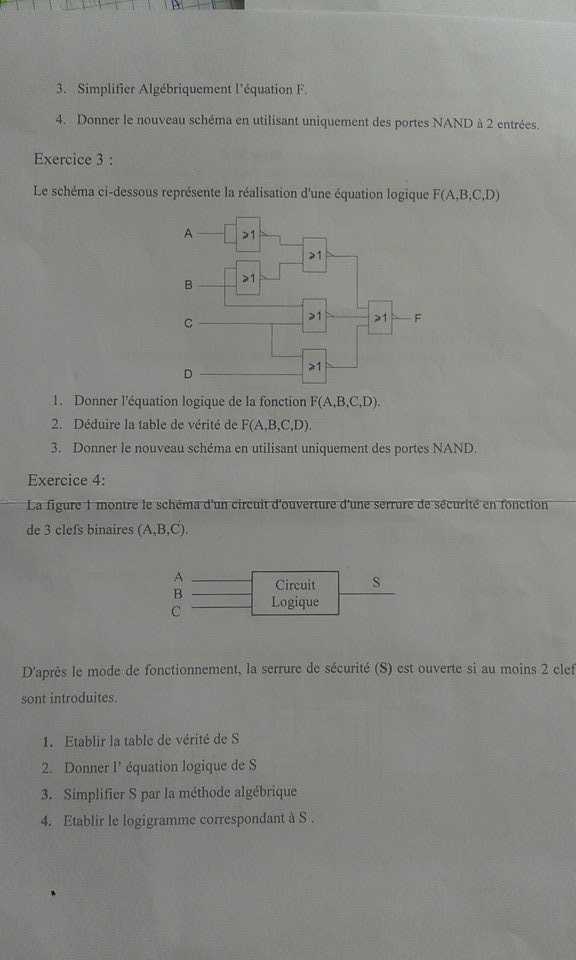 3. Simplifier Algébriquement l'équation F.
4. Donner le nouveau schéma en utilisant uniquement des portes NAND à 2 entrées.
Exercice 3 :
Le schéma ci-dessous représente la réalisation d'une équation logique F(A,B,C,D)
A
⩾1
⩾1
B
⩾1
⩾1
C
⩾1
F
⩾1
D
1. Donner l'équation logique de la fonction F(A,B,C,D).
2. Déduire la table de vérité de F(A,B,C,D).
3. Donner le nouveau schéma en utilisant uniquement des portes NAND.
Exercice 4:
La figure 1 montre le schéma d'un circuit d'ouverture d'une serrure de sécurité en fonction
de 3 clefs binaires (A,B,C).
A
B
C
Circuit
Logique
S
D'après le mode de fonctionnement, la serrure de sécurité (S) est ouverte si au moins 2 clef
sont introduites.
1. Etablir la table de vérité de S
2. Donner l' équation logique de S
3. Simplifier S par la méthode algébrique
4. Etablir le logigramme correspondant à S .